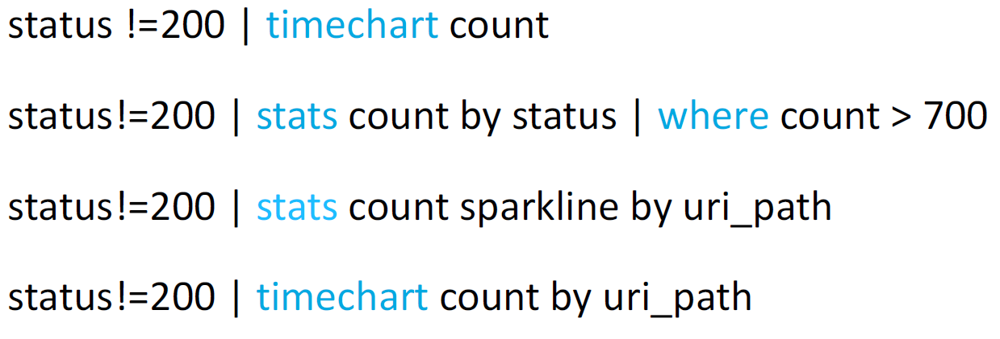 status !=200 | timechart count
status!=200 | stats count by status | where count > 700
status!=200 | stats count sparkline by uri_path
status!=200 | timechart count by uri_path